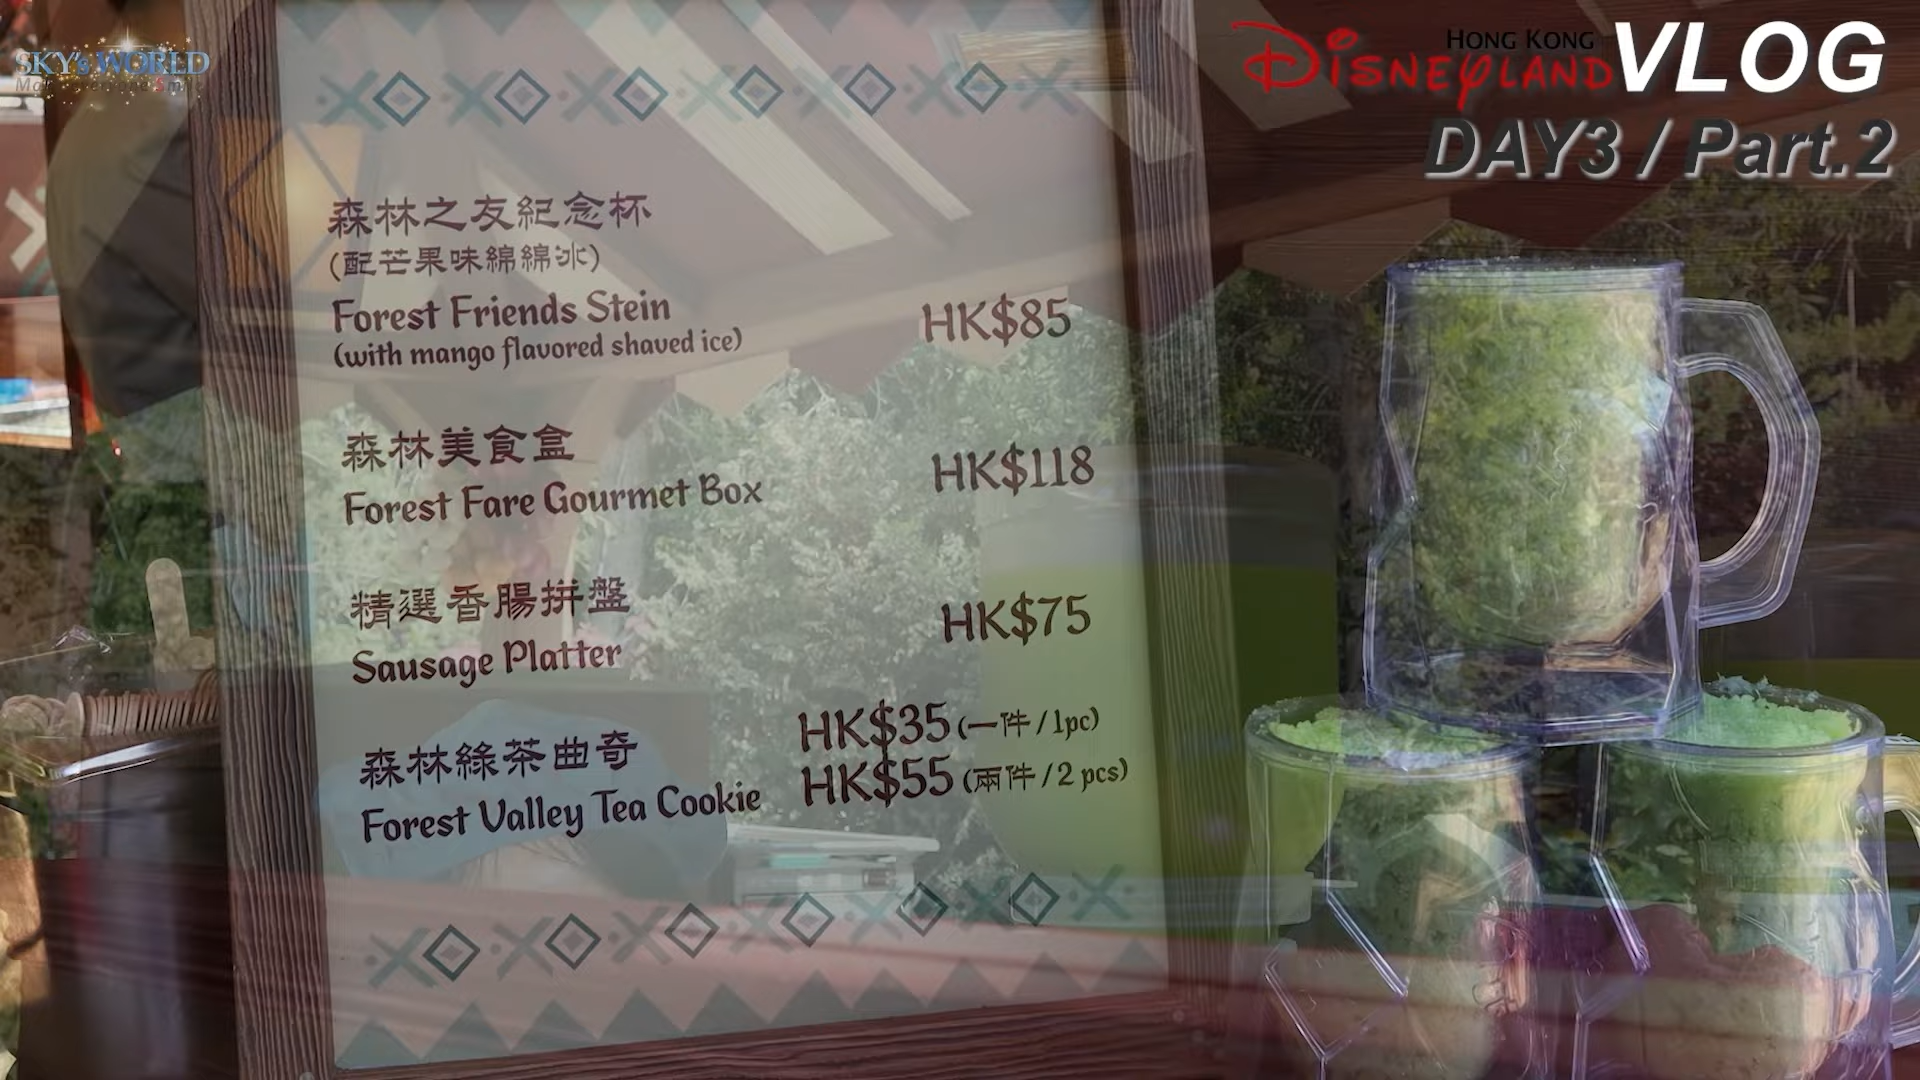 SKY's WORLD
HONG KONG
DISNEYLAND VLOG
DAY3 / Part.2
森林之友紀念杯
(配芒果味綿綿冰)
Forest Friends Stein
(with mango flavored shaved ice)
HK$85
森林美食盒
Forest Fare Gourmet Box
HK$118
精選香腸拼盤
Sausage Platter
HK$75
森林綠茶曲奇
Forest Valley Tea Cookie
HK$35 (一件 / 1pc)
HK$55 (兩件 / 2 pcs)